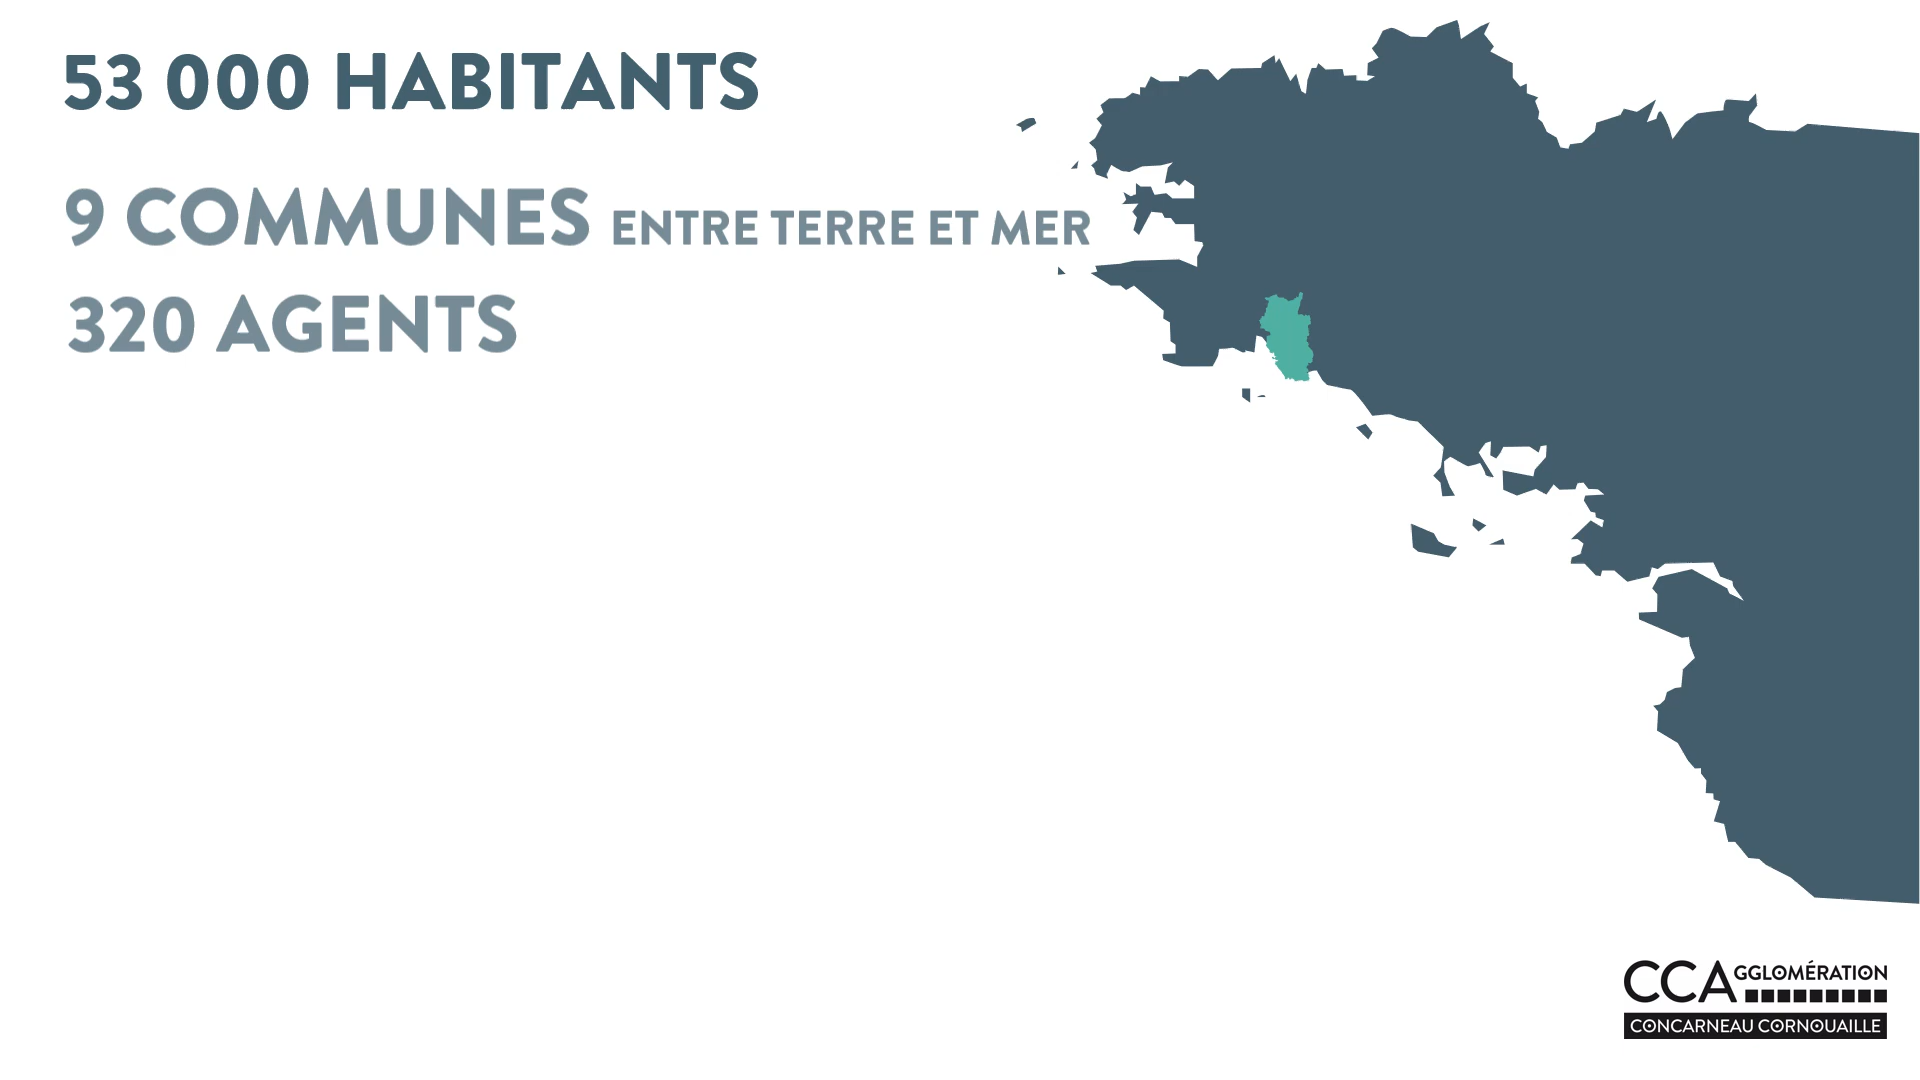 53 000 HABITANTS
9 COMMUNES ENTRE TERRE ET MER
320 AGENTS
CCAGGLOMÉRATION
CONCARNEAU CORNOUAILLE